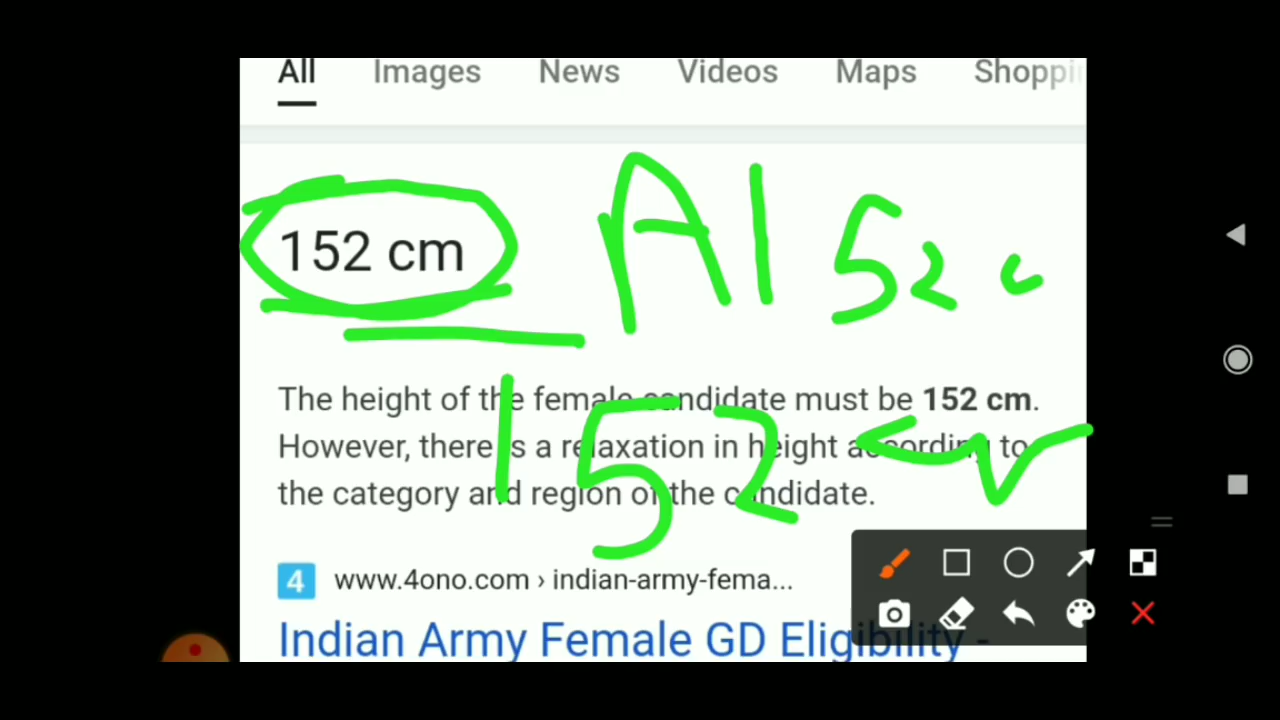 All Images News Videos Maps Shoppi
152 cm
A1 52 c
The height of the female candidate must be 152 cm.
However, there is a relaxation in height according to
the category and region of the candidate.
152
4 www.4ono.com › indian-army-fema...
Indian Army Female GD Eligibility -